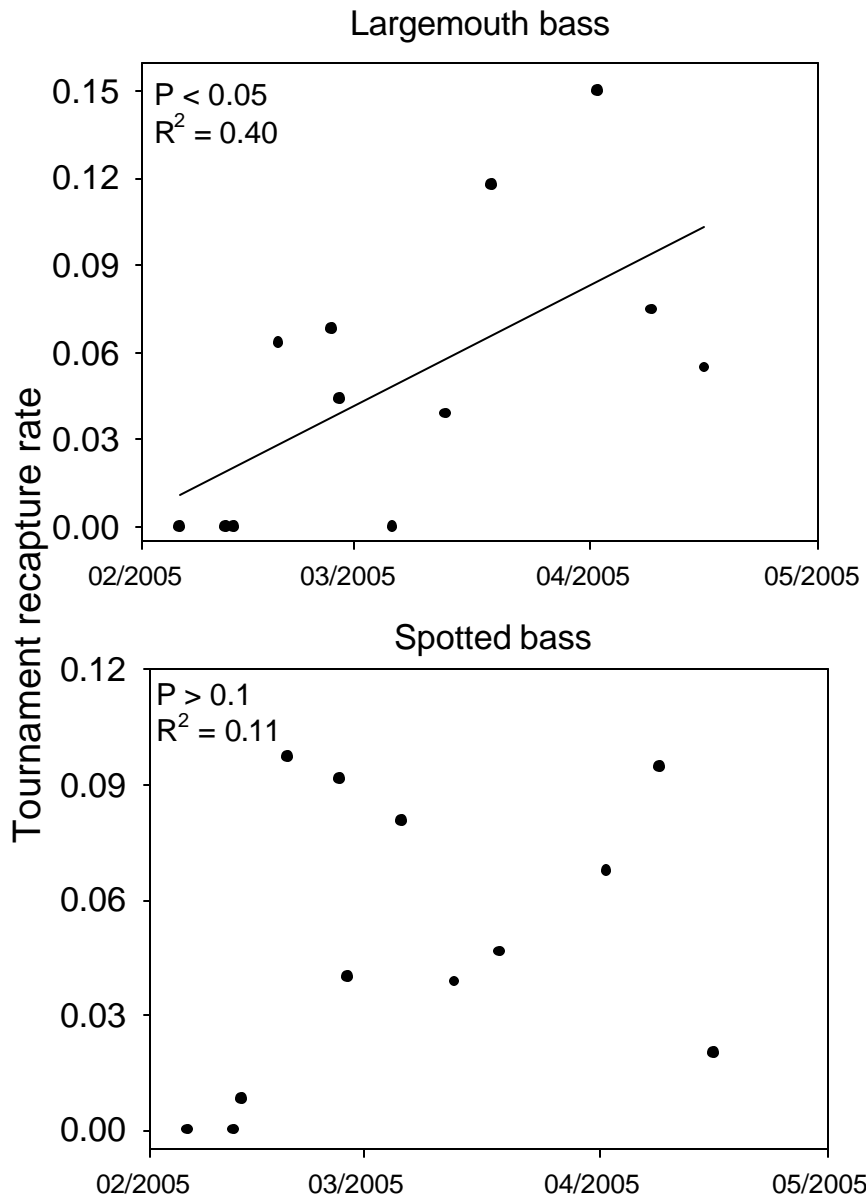 Largemouth bass
P < 0.05
R² = 0.40
0.15
0.12
0.09
0.06
0.03
0.00
02/2005 03/2005 04/2005 05/2005
Tournament recapture rate
Spotted bass
P > 0.1
R² = 0.11
0.12
0.09
0.06
0.03
0.00
02/2005 03/2005 04/2005 05/2005